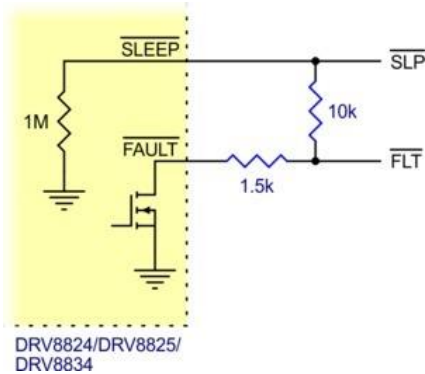 SLEEP
SLP
1M
10k
FAULT
FLT
1.5k
DRV8824/DRV8825/
DRV8834